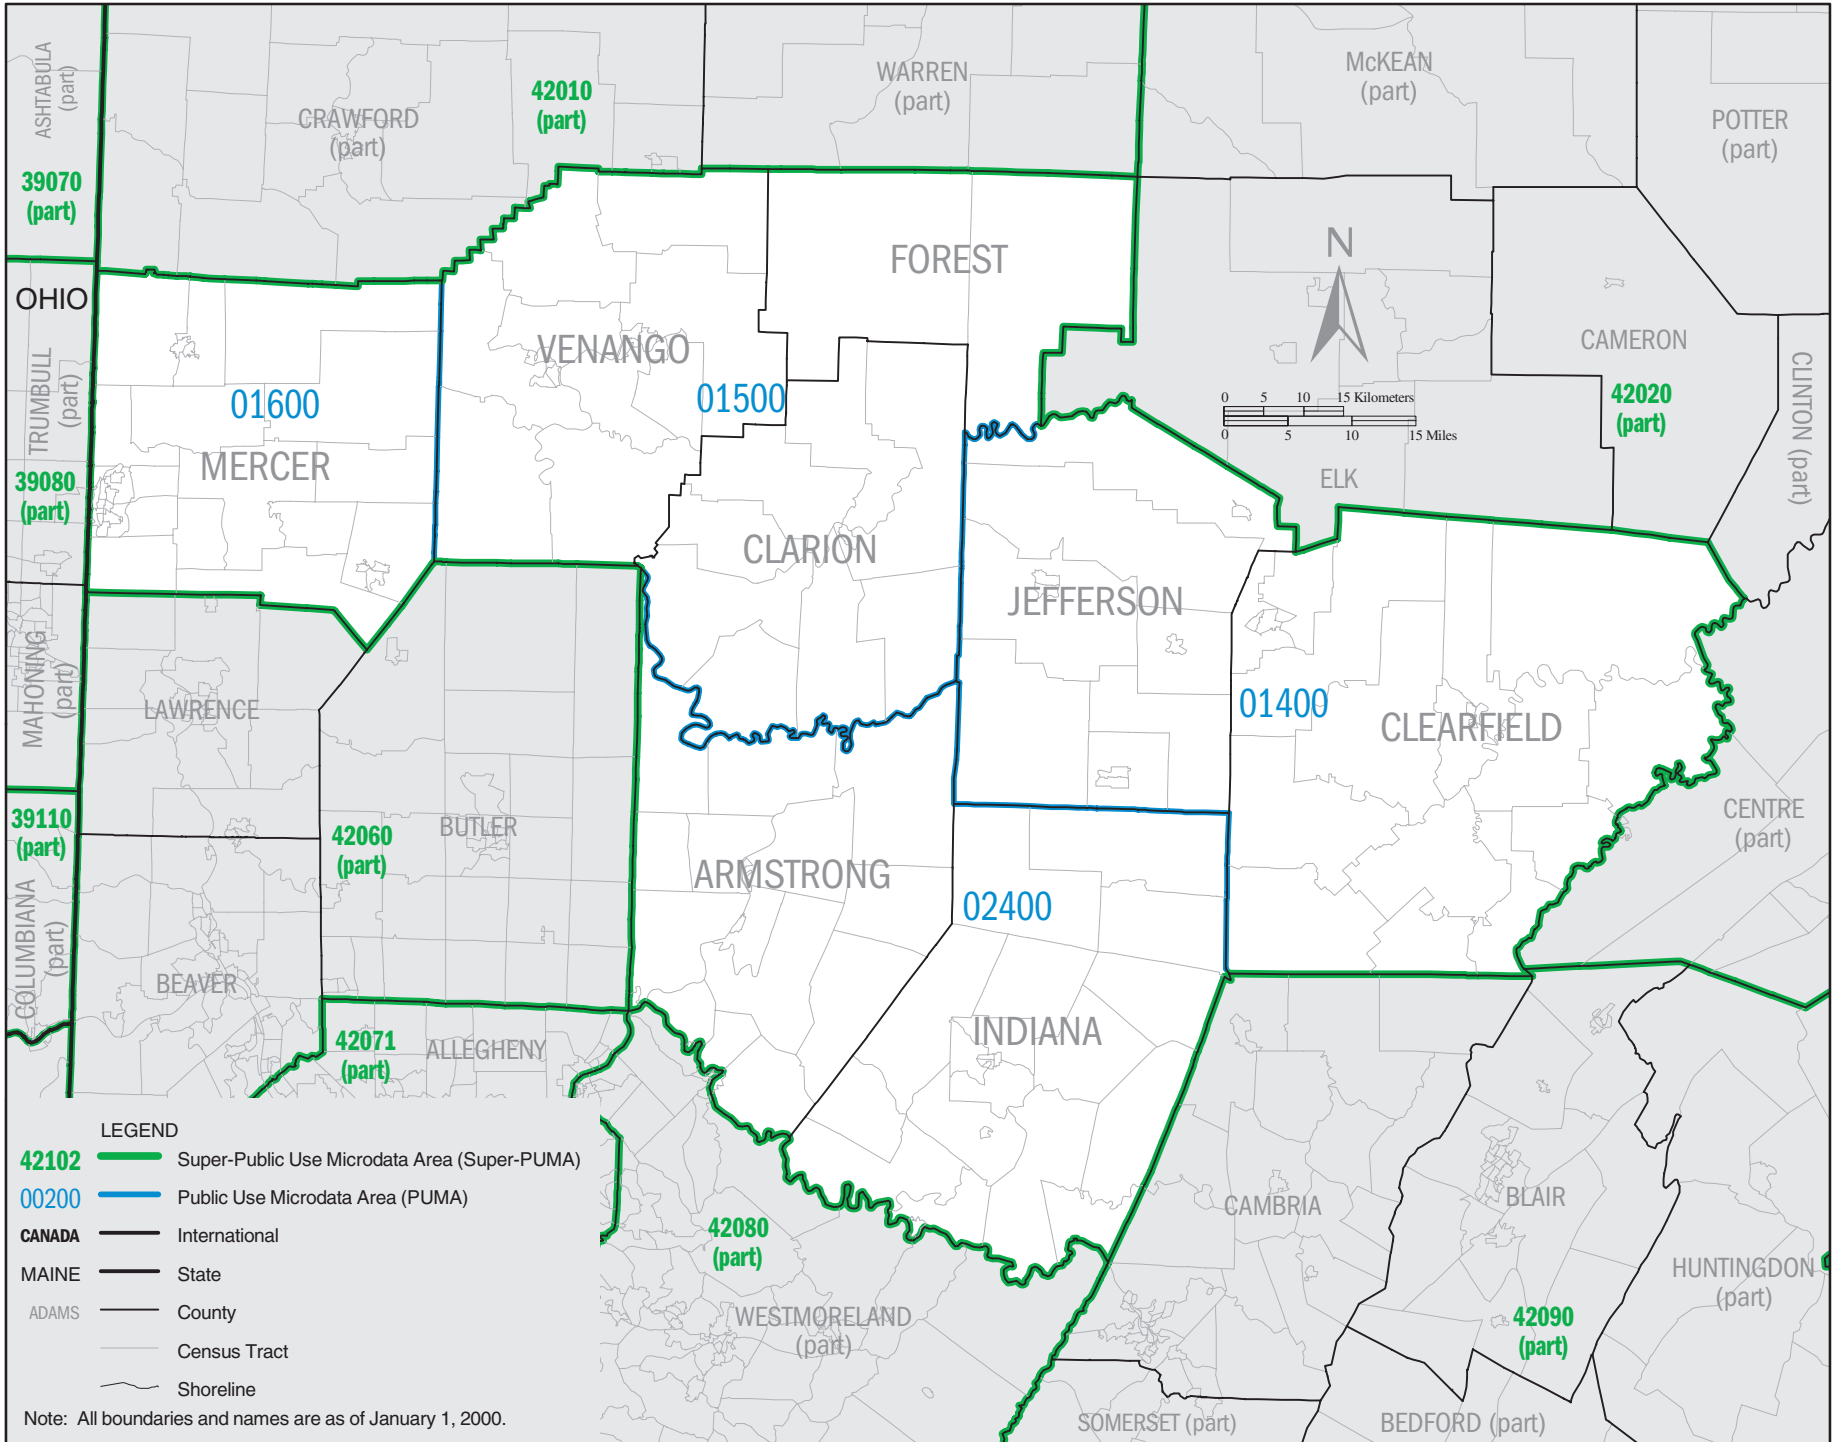 ASHTABULA
(part)
CRAWFORD
(part)
42010
(part)
WARREN
(part)
McKEAN
(part)
POTTER
(part)
39070
(part)
OHIO
FOREST
N
VENANGO
CAMERON
TRUMBULL
(part)
01600
01500
0 5 10 15 Kilometers
0 5 10 15 Miles
42020
(part)
CLINTON (part)
MERCER
39080
(part)
ELK
CLARION
JEFFERSON
MAHONING
(part)
LAWRENCE
01400
CLEARFIELD
39110
(part)
42060
(part)
BUTLER
CENTRE
(part)
ARMSTRONG
02400
COLUMBIANA
(part)
BEAVER
42071
(part)
ALLEGHENY
INDIANA
LEGEND
42102 Super-Public Use Microdata Area (Super-PUMA)
00200 Public Use Microdata Area (PUMA)
CANADA International
MAINE State
ADAMS County
Census Tract
Shoreline
Note: All boundaries and names are as of January 1, 2000.
42080
(part)
WESTMORELAND
(part)
CAMBRIA
BLAIR
HUNTINGDON
(part)
42090
(part)
SOMERSET (part)
BEDFORD (part)